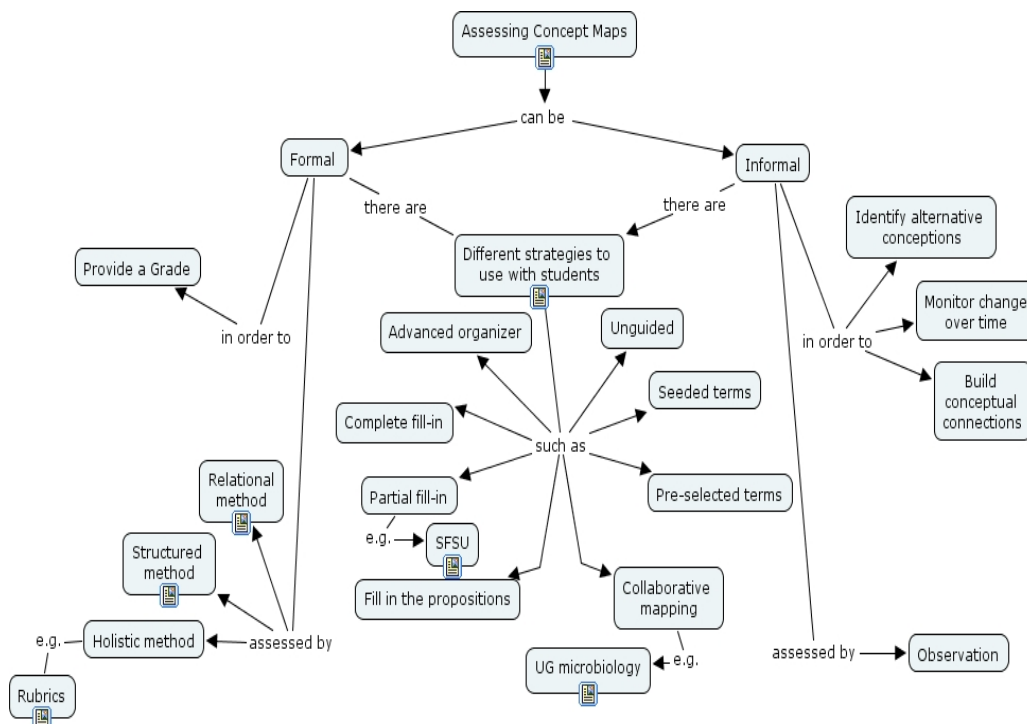 Assessing Concept Maps
can be
Formal
Informal
there are
there are
Identify alternative
conceptions
Different strategies to
use with students
Provide a Grade
Monitor change
over time
in order to
in order to
Advanced organizer
Unguided
Build
conceptual
connections
Seeded terms
Complete fill-in
such as
Partial fill-in
Pre-selected terms
Relational
method
e.g.
SFSU
Structured
method
Fill in the propositions
Collaborative
mapping
e.g.
Holistic method
assessed by
assessed by
Observation
UG microbiology
e.g.
Rubrics